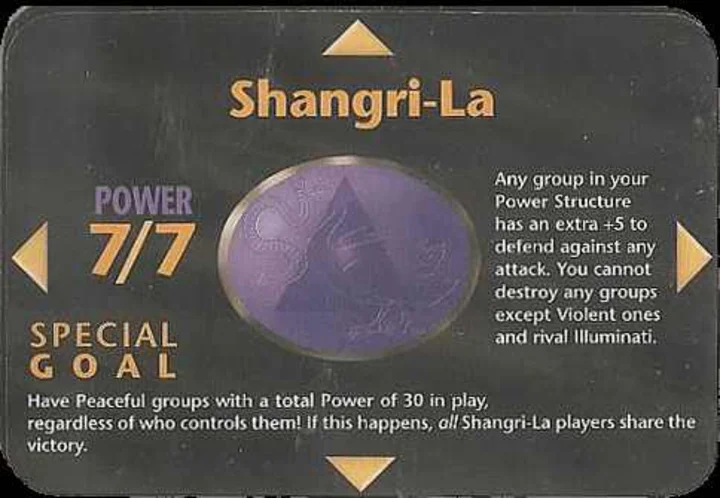 Shangri-La
POWER
7/7
Any group in your
Power Structure
has an extra +5 to
defend against any
attack. You cannot
destroy any groups
except Violent ones
and rival Illuminati.
SPECIAL
GOAL
Have Peaceful groups with a total Power of 30 in play,
regardless of who controls them! If this happens, all Shangri-La players share the
victory.